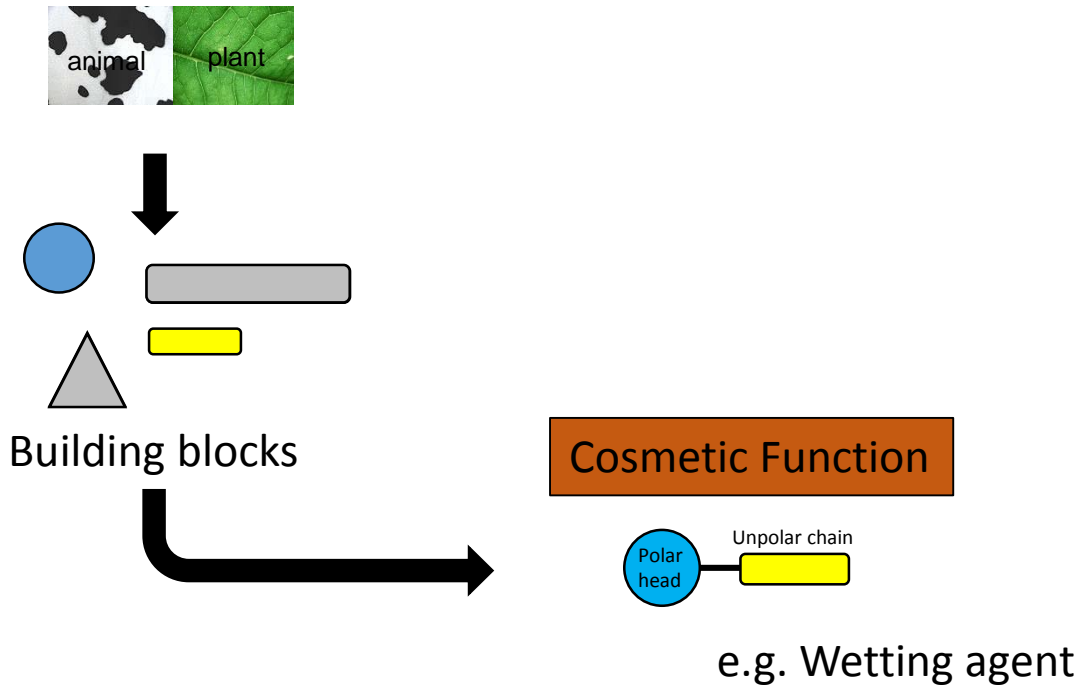 animal
plant
Building blocks
Cosmetic Function
Unpolar chain
Polar
head
e.g. Wetting agent